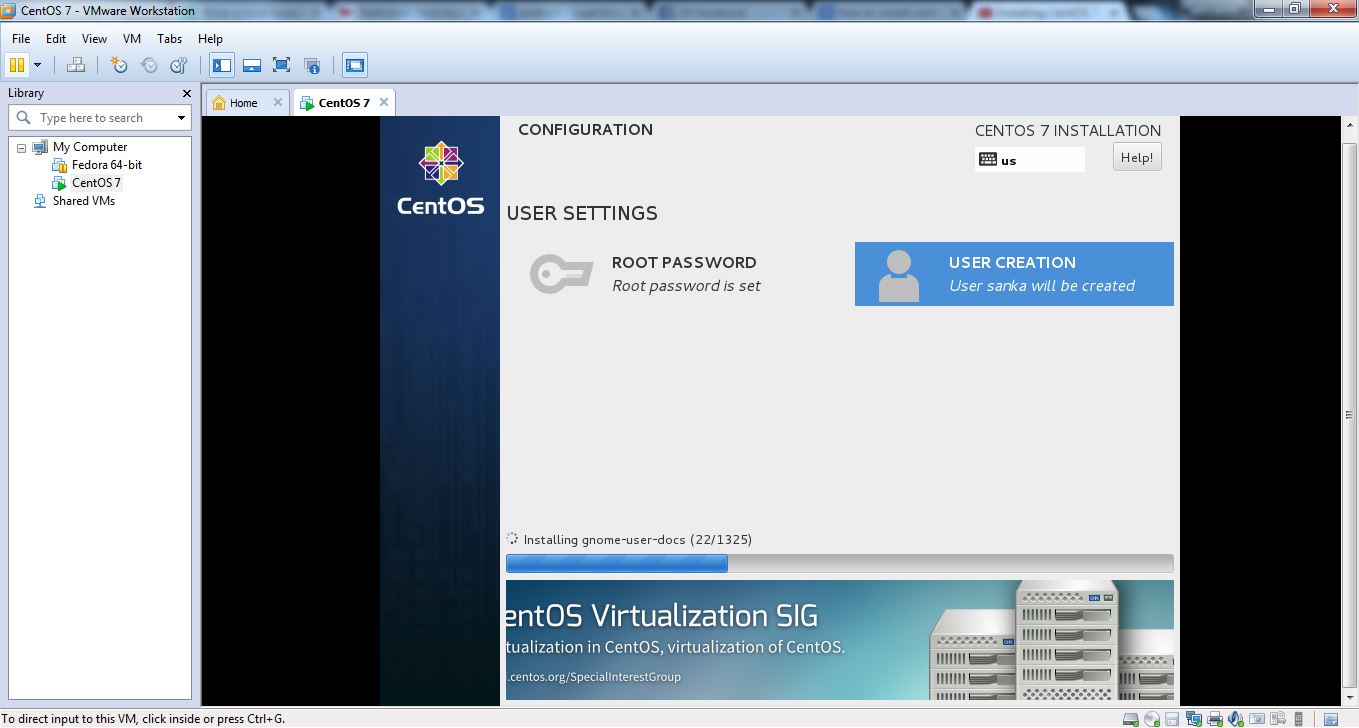 CentOS 7 - VMware Workstation
File Edit View VM Tabs Help
Library
Type here to search
My Computer
Fedora 64-bit
CentOS 7
Shared VMs
Home
CentOS 7
CentOS
CONFIGURATION
CENTOS 7 INSTALLATION
us
Help!
USER SETTINGS
ROOT PASSWORD
Root password is set
USER CREATION
User sanka will be created
Installing gnome-user-docs (22/1325)
entOS Virtualization SIG
tualization in CentOS, virtualization of CentOS.
.centos.org/SpecialInterestGroup
OK
OK
To direct input to this VM, click inside or press Ctrl+G.